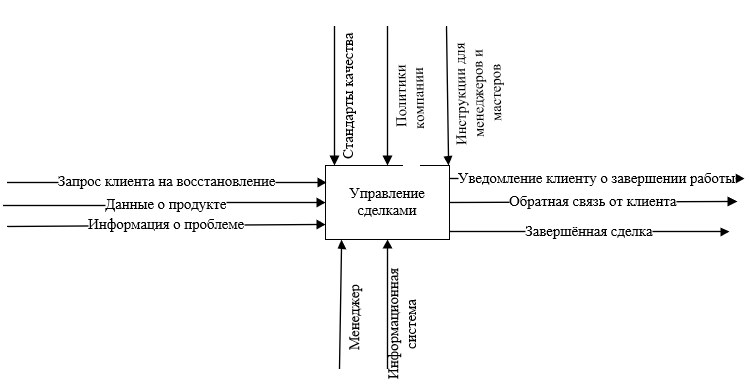 Стандарты качества
Политики
компании
Инструкции для
менеджеров и
мастеров
Запрос клиента на восстановление
Данные о продукте
Информация о проблеме
Управление
сделками
Уведомление клиенту о завершении работы
Обратная связь от клиента
Завершённая сделка
Менеджер
Информационная
система